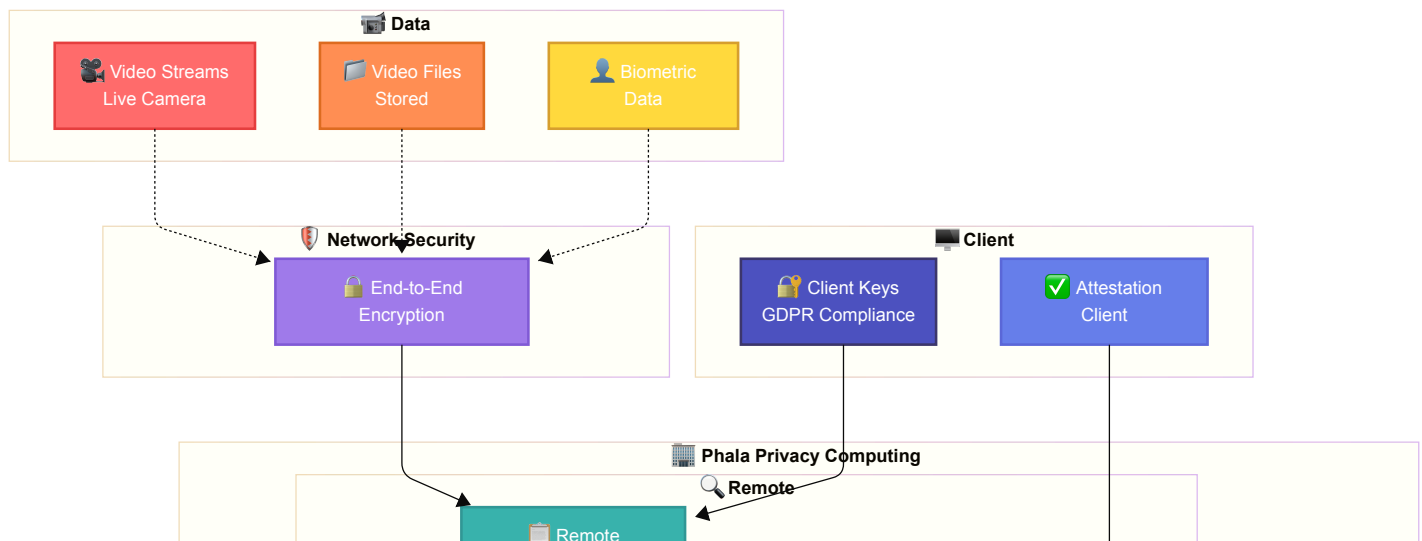 Data
Video Streams
Live Camera
Video Files
Stored
Biometric
Data
Network Security
End-to-End
Encryption
Client
Client Keys
GDPR Compliance
Attestation
Client
Phala Privacy Computing
Remote
Remote